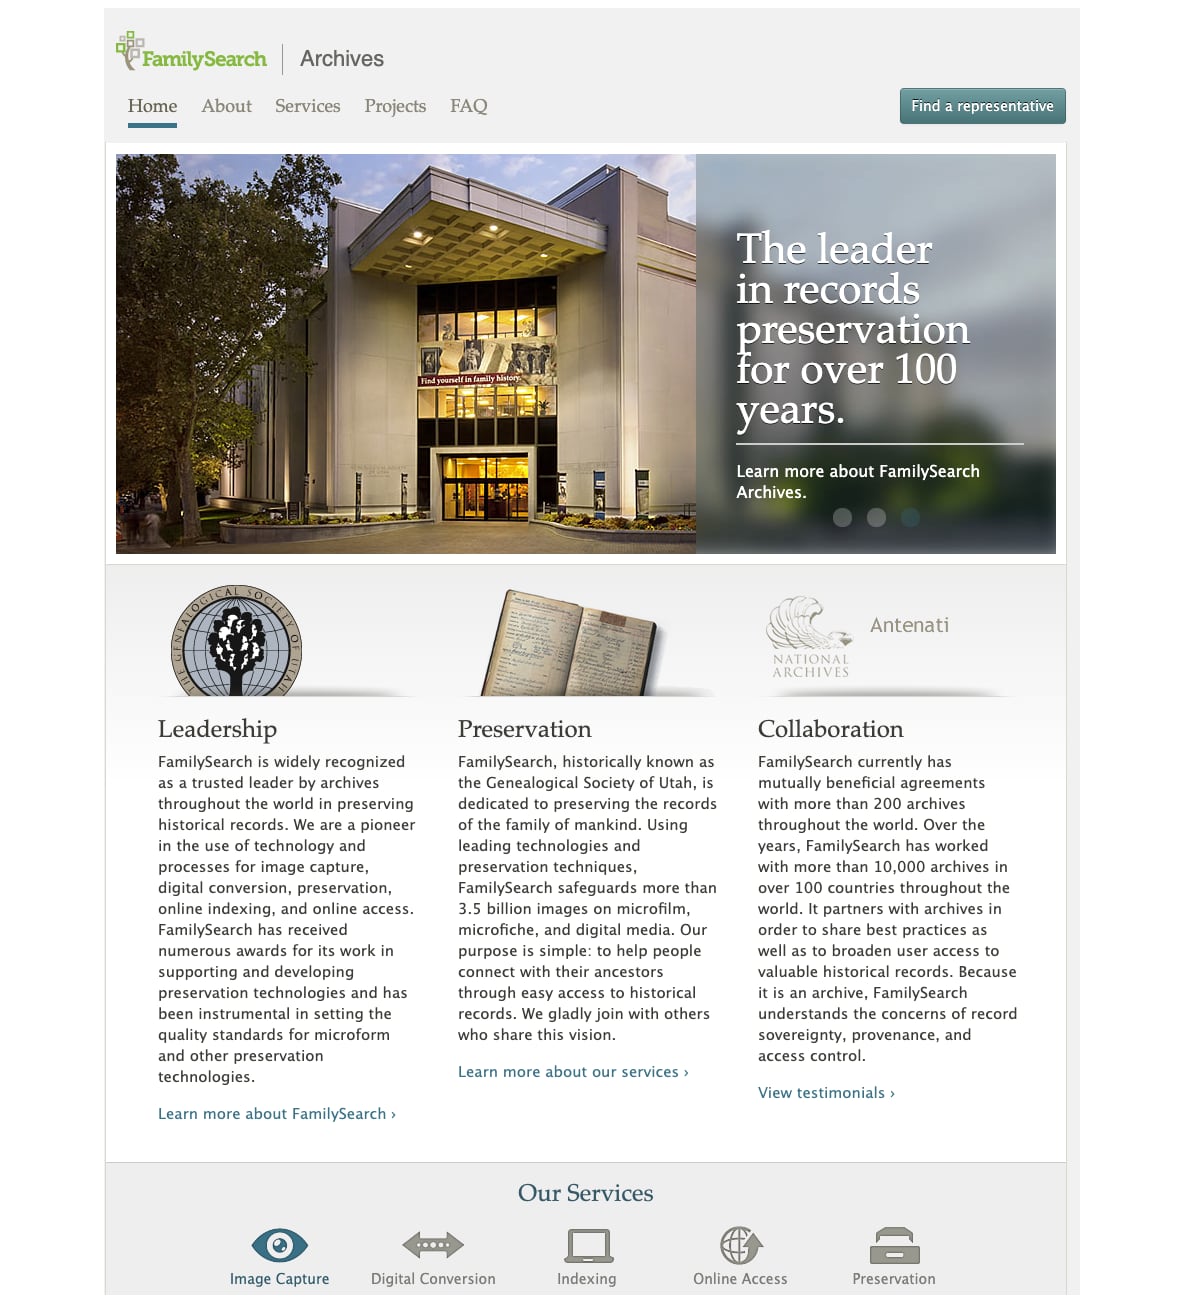 FamilySearch
Archives
Home
About
Services
Projects
FAQ
Find a representative
Find yourself in family history.
The leader
in records
preservation
for over 100
years.
Learn more about FamilySearch
Archives.
THE GENEALOGICAL SOCIETY OF UTAH
NATIONAL
ARCHIVES
Antenati
Leadership
FamilySearch is widely recognized
as a trusted leader by archives
throughout the world in preserving
historical records. We are a pioneer
in the use of technology and
processes for image capture,
digital conversion, preservation,
online indexing, and online access.
FamilySearch has received
numerous awards for its work in
supporting and developing
preservation technologies and has
been instrumental in setting the
quality standards for microform
and other preservation
technologies.
Learn more about FamilySearch ›
Preservation
FamilySearch, historically known as
the Genealogical Society of Utah, is
dedicated to preserving the records
of the family of mankind. Using
leading technologies and
preservation techniques,
FamilySearch safeguards more than
3.5 billion images on microfilm,
microfiche, and digital media. Our
purpose is simple: to help people
connect with their ancestors
through easy access to historical
records. We gladly join with others
who share this vision.
Learn more about our services ›
Collaboration
FamilySearch currently has
mutually beneficial agreements
with more than 200 archives
throughout the world. Over the
years, FamilySearch has worked
with more than 10,000 archives in
over 100 countries throughout the
world. It partners with archives in
order to share best practices as
well as to broaden user access to
valuable historical records. Because
it is an archive, FamilySearch
understands the concerns of record
sovereignty, provenance, and
access control.
View testimonials ›
Our Services
Image Capture
Digital Conversion
Indexing
Online Access
Preservation